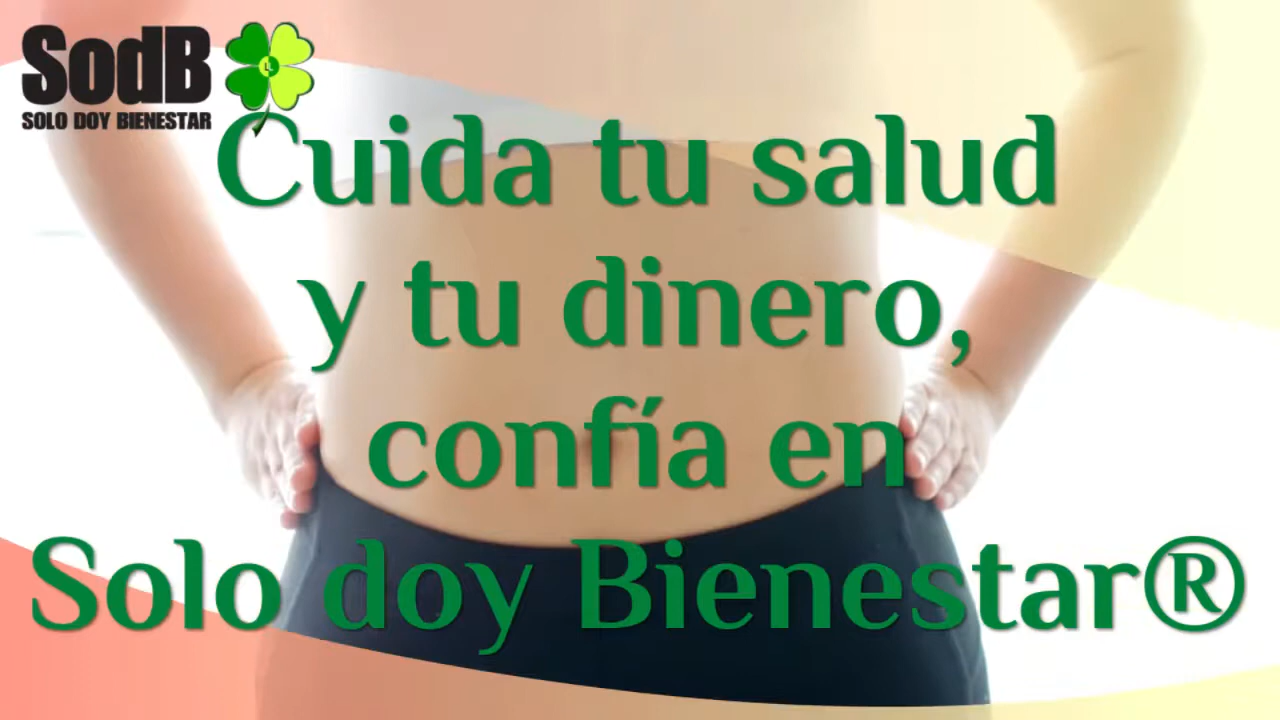 SodB
SOLO DOY BIENESTAR
Cuida tu salud
y tu dinero,
confía en
Solo doy Bienestar®